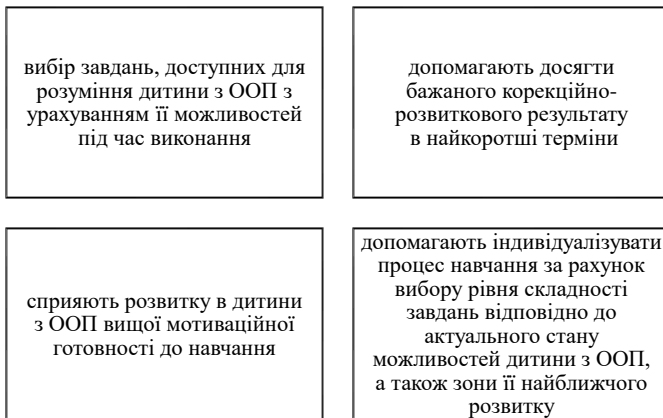 вибір завдань, доступних для
розуміння дитини з ООП з
урахуванням її можливостей
під час виконання
допомагають досягти
бажаного корекційно-
розвиткового результату
в найкоротші терміни
сприяють розвитку в дитини
з ООП вищої мотиваційної
готовності до навчання
допомагають індивідуалізувати
процес навчання за рахунок
вибору рівня складності
завдань відповідно до
актуального стану
можливостей дитини з ООП,
а також зони її найближчого
розвитку